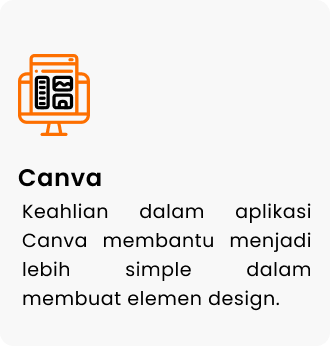 Canva
Keahlian dalam aplikasi
Canva membantu menjadi
lebih simple dalam
membuat elemen design.